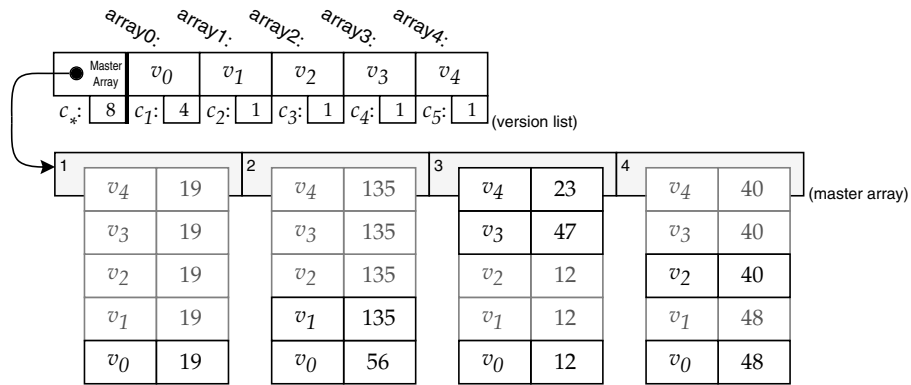 array0: array1: array2: array3: array4:
Master Array v0 v1 v2 v3 v4
c*: 8 c1: 4 c2: 1 c3: 1 c4: 1 c5: 1 (version list)
1 2 3 4
v4 19 v4 135 v4 23 v4 40 (master array)
v3 19 v3 135 v3 47 v3 40
v2 19 v2 135 v2 12 v2 40
v1 19 v1 135 v1 12 v1 48
v0 19 v0 56 v0 12 v0 48